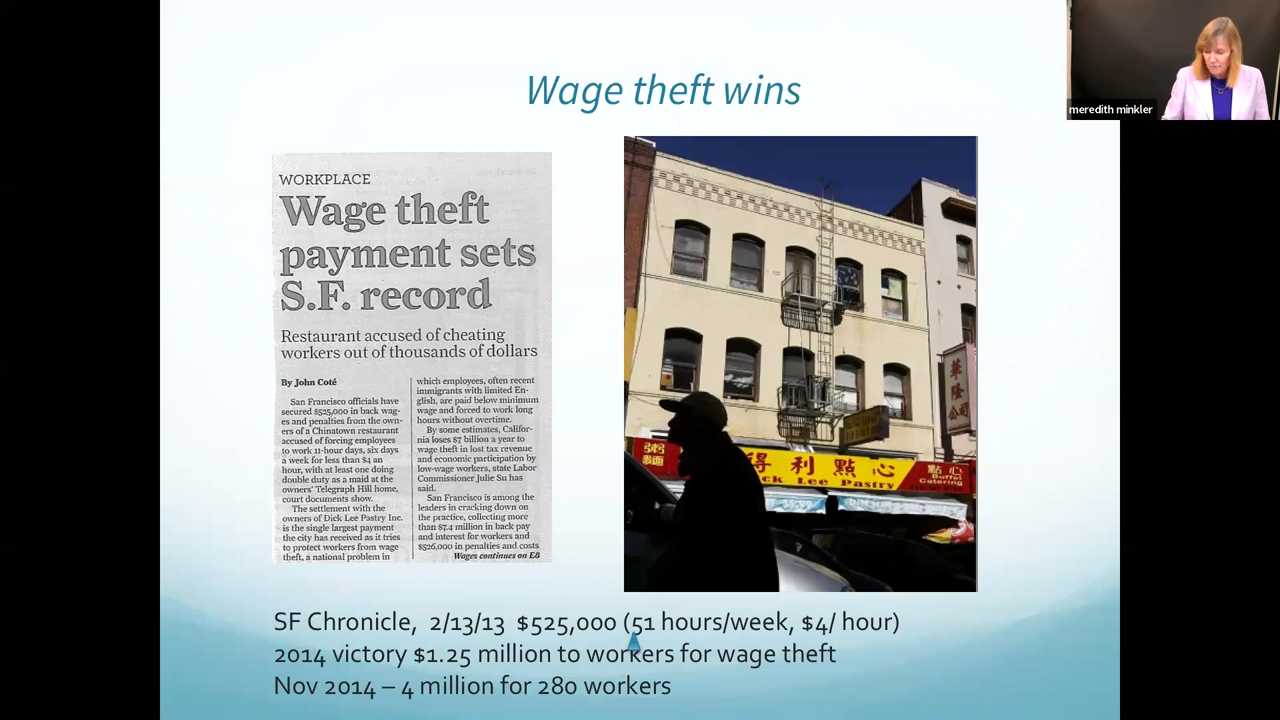 meredith minkler
Wage theft wins
WORKPLACE
Wage theft
payment sets
S.F. record
Restaurant accused of cheating
workers out of thousands of dollars
By John Coté
San Francisco officials have
secured $525,000 in back wag-
es and penalties from the own-
ers of a Chinatown restaurant
accused of forcing employees
to work 11-hour days, six days
a week for less than $4 an
hour, with at least one doing
double duty as a maid at the
owners' Telegraph Hill home,
court documents show.
The settlement with the
owners of Dick Lee Pastry Inc.
is the single largest payment
the city has received as it tries
to protect workers from wage
theft, a national problem in
which employees, often recent
immigrants with limited En-
glish, are paid below minimum
wage and forced to work long
hours without overtime.
By some estimates, Califor-
nia loses $7 billion a year to
wage theft in lost tax revenue
and economic participation by
low-wage workers, state Labor
Commissioner Julie Su has
said.
San Francisco is among the
leaders in cracking down on
the practice, collecting more
than $7.4 million in back pay
and interest for workers and
$526,000 in penalties and costs
Wages continues on E8
華隆公司
粥麵
得利點心
ck Lee Pastry
點心
Buffet
Catering
SF Chronicle, 2/13/13 $525,000 (51 hours/week, $4/ hour)
2014 victory $1.25 million to workers for wage theft
Nov 2014 – 4 million for 280 workers